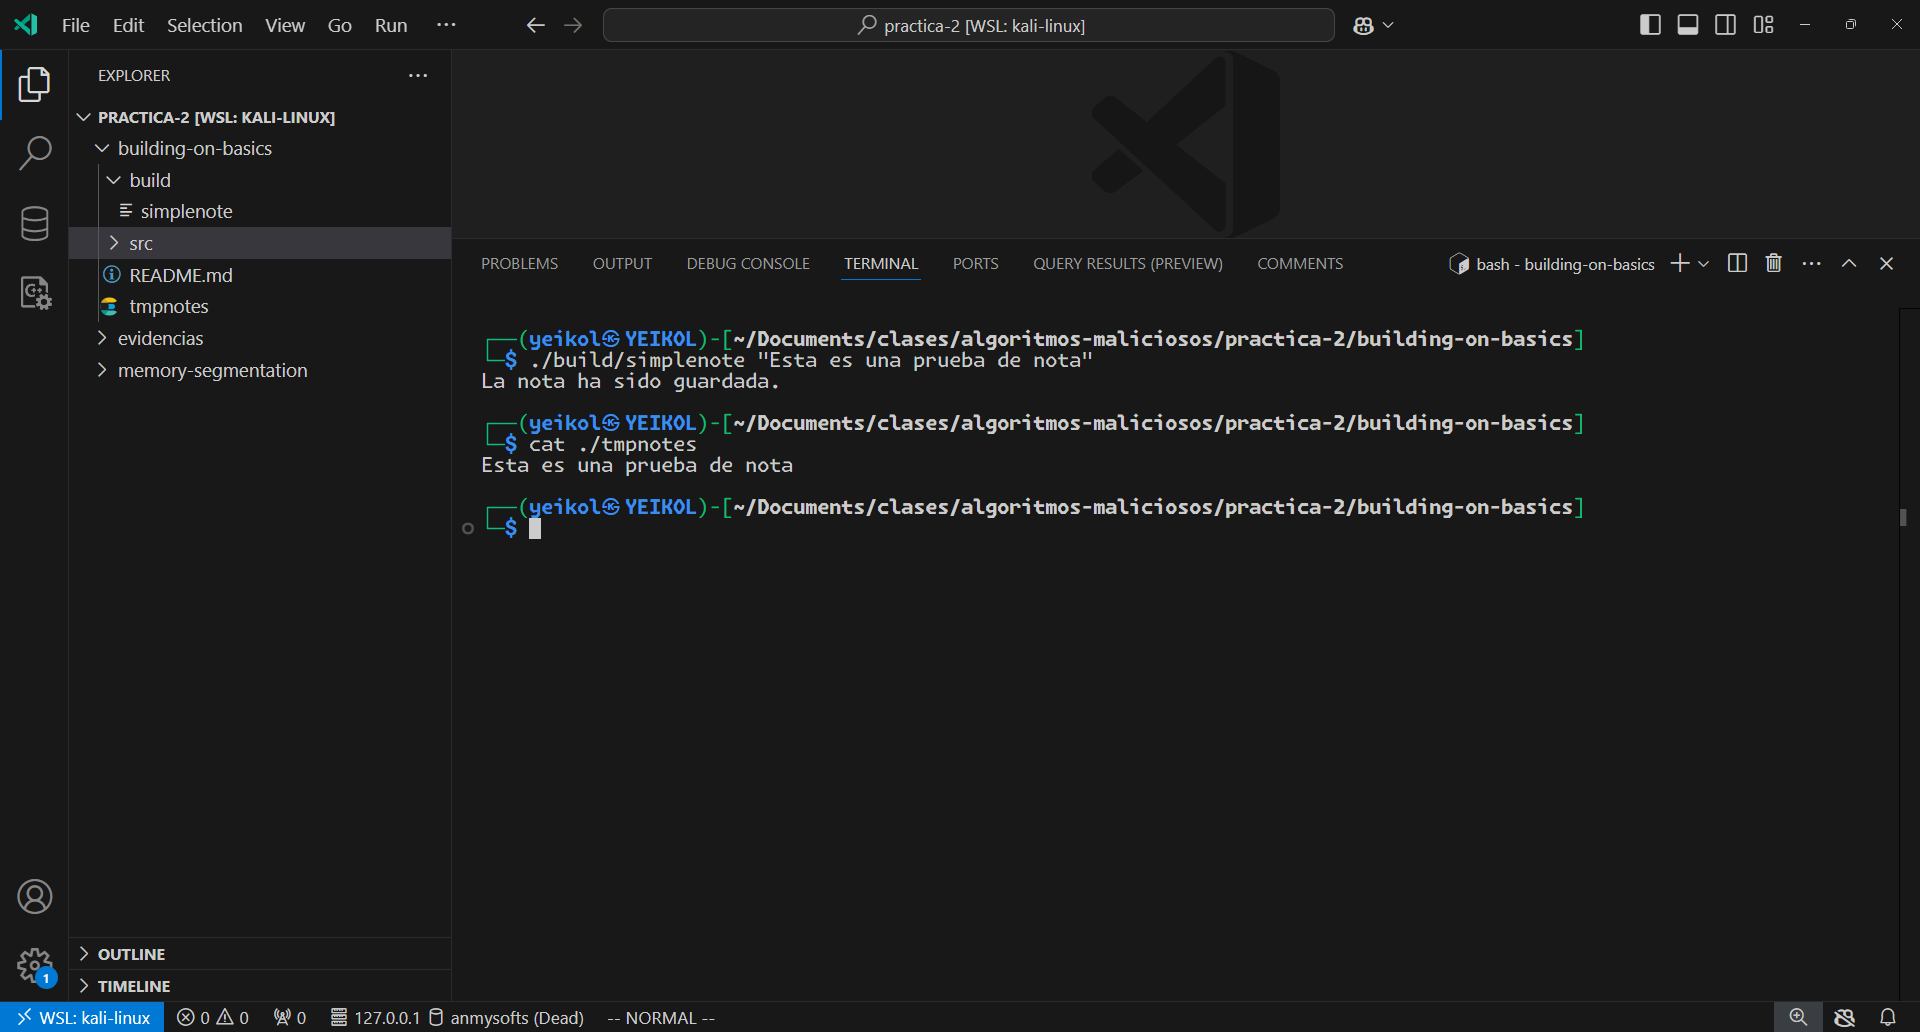 File Edit Selection View Go Run ···
practica-2 [WSL: kali-linux]
EXPLORER
PRACTICA-2 [WSL: KALI-LINUX]
building-on-basics
build
simplenote
src
README.md
tmpnotes
evidencias
memory-segmentation
OUTLINE
TIMELINE
PROBLEMS OUTPUT DEBUG CONSOLE TERMINAL PORTS QUERY RESULTS (PREVIEW) COMMENTS
bash - building-on-basics
┌──(yeikol㉿YEIKOL)-[~/Documents/clases/algoritmos-maliciosos/practica-2/building-on-basics]
└─$ ./build/simplenote "Esta es una prueba de nota"
La nota ha sido guardada.
┌──(yeikol㉿YEIKOL)-[~/Documents/clases/algoritmos-maliciosos/practica-2/building-on-basics]
└─$ cat ./tmpnotes
Esta es una prueba de nota
┌──(yeikol㉿YEIKOL)-[~/Documents/clases/algoritmos-maliciosos/practica-2/building-on-basics]
└─$
1
WSL: kali-linux 0 0 0 127.0.0.1 anmysofts (Dead) -- NORMAL --